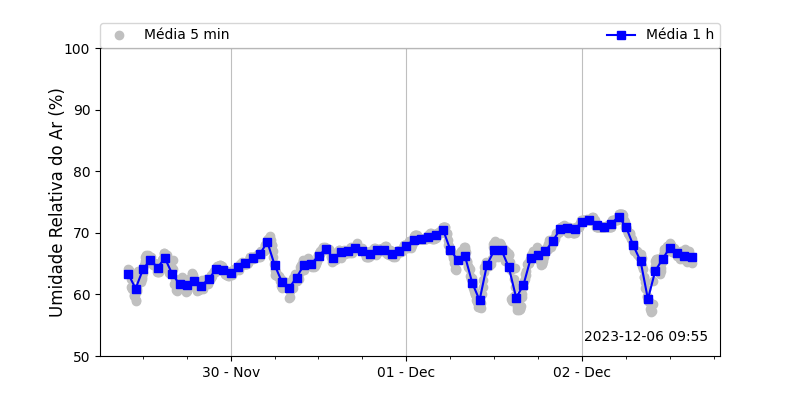 Média 5 min
Média 1 h
Umidade Relativa do Ar (%)
100
90
80
70
60
50
2023-12-06 09:55
30 - Nov
01 - Dec
02 - Dec